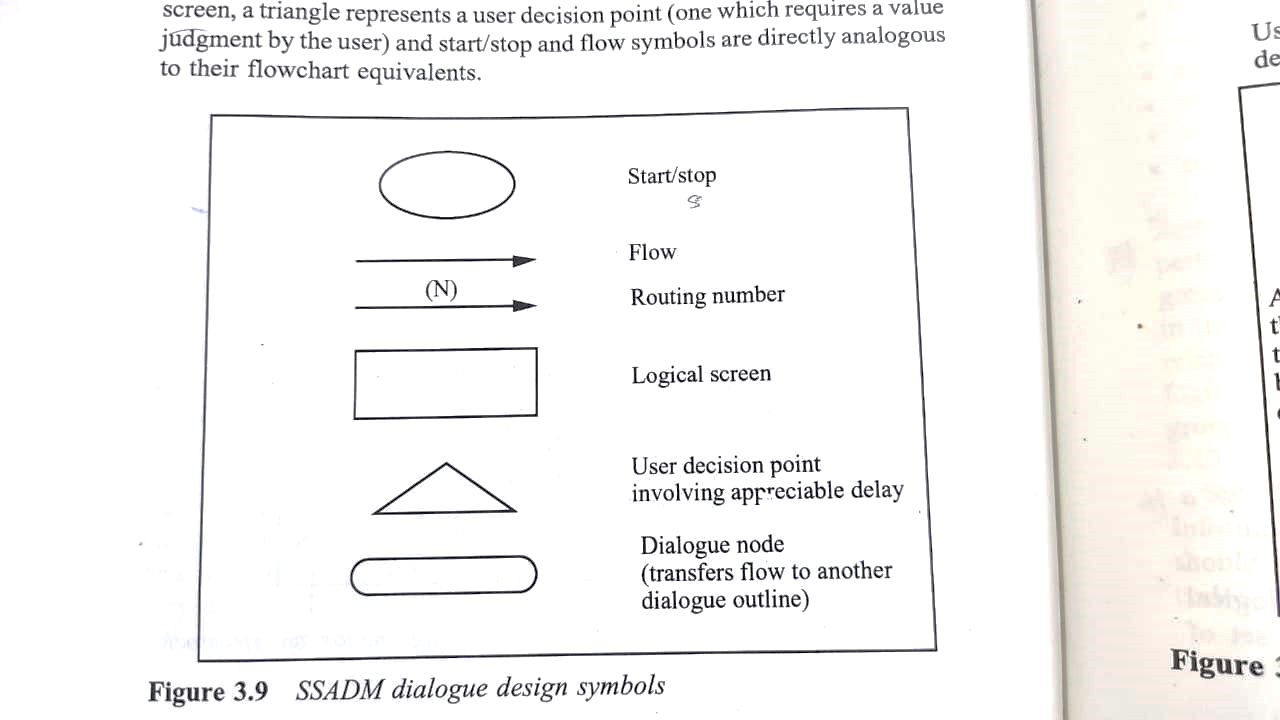 screen, a triangle represents a user decision point (one which requires a value
judgment by the user) and start/stop and flow symbols are directly analogous
to their flowchart equivalents.
Start/stop
Flow
(N)
Routing number
Logical screen
User decision point
involving appreciable delay
Dialogue node
(transfers flow to another
dialogue outline)
Figure 3.9 SSADM dialogue design symbols
Us
de
A
t
t
Figure